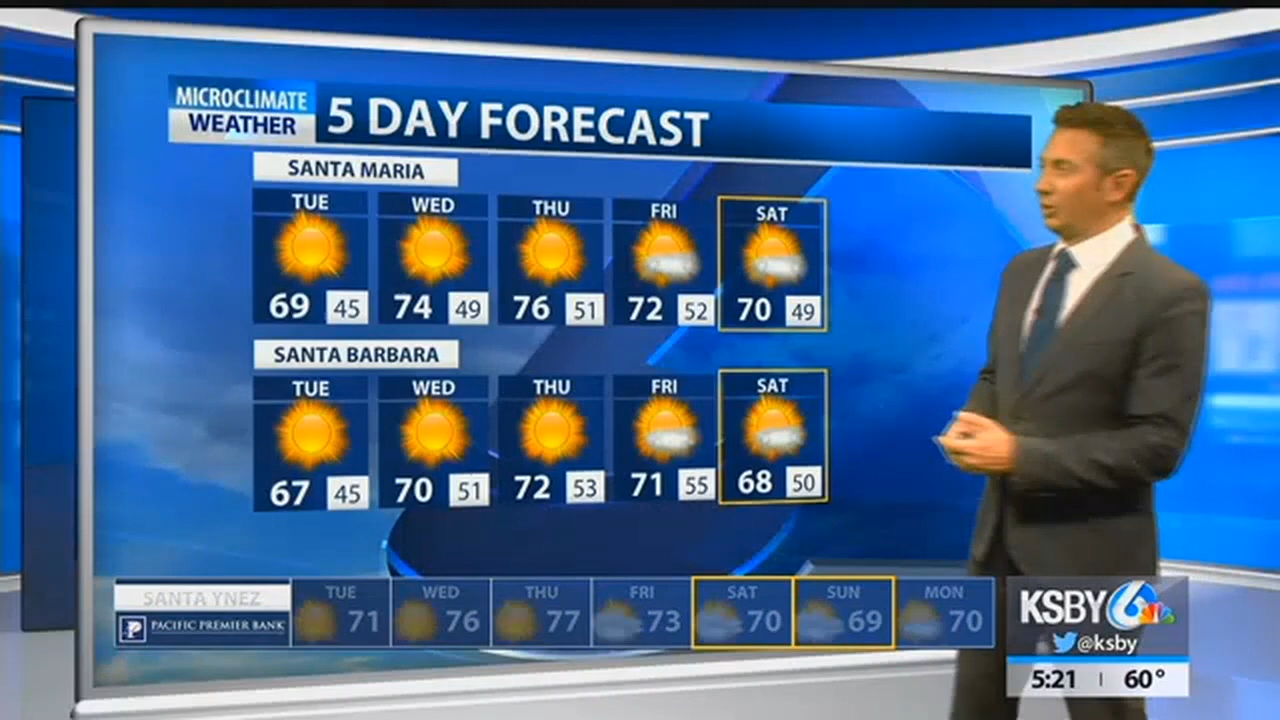 MICROCLIMATE
WEATHER
5 DAY FORECAST
SANTA MARIA
TUE WED THU FRI SAT
69 45 74 49 76 51 72 52 70 49
SANTA BARBARA
TUE WED THU FRI SAT
67 45 70 51 72 53 71 55 68 50
SANTA YNEZ
P PACIFIC PREMIER BANK
TUE WED THU FRI SAT SUN MON
71 76 77 73 70 69 70
KSBY 6
@ksby
5:21 60°